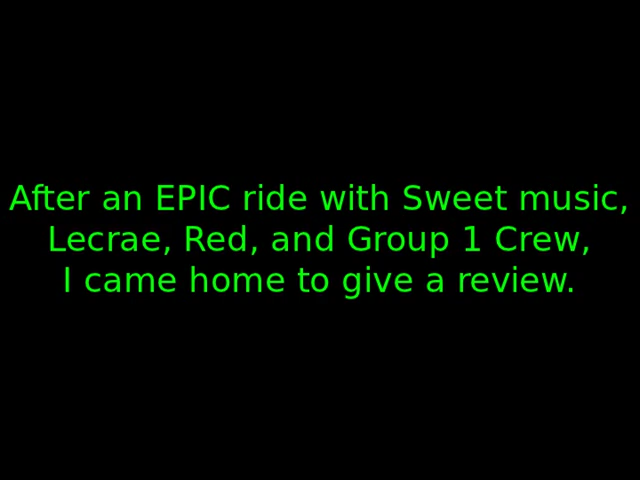 After an EPIC ride with Sweet music,
Lecrae, Red, and Group 1 Crew,
I came home to give a review.